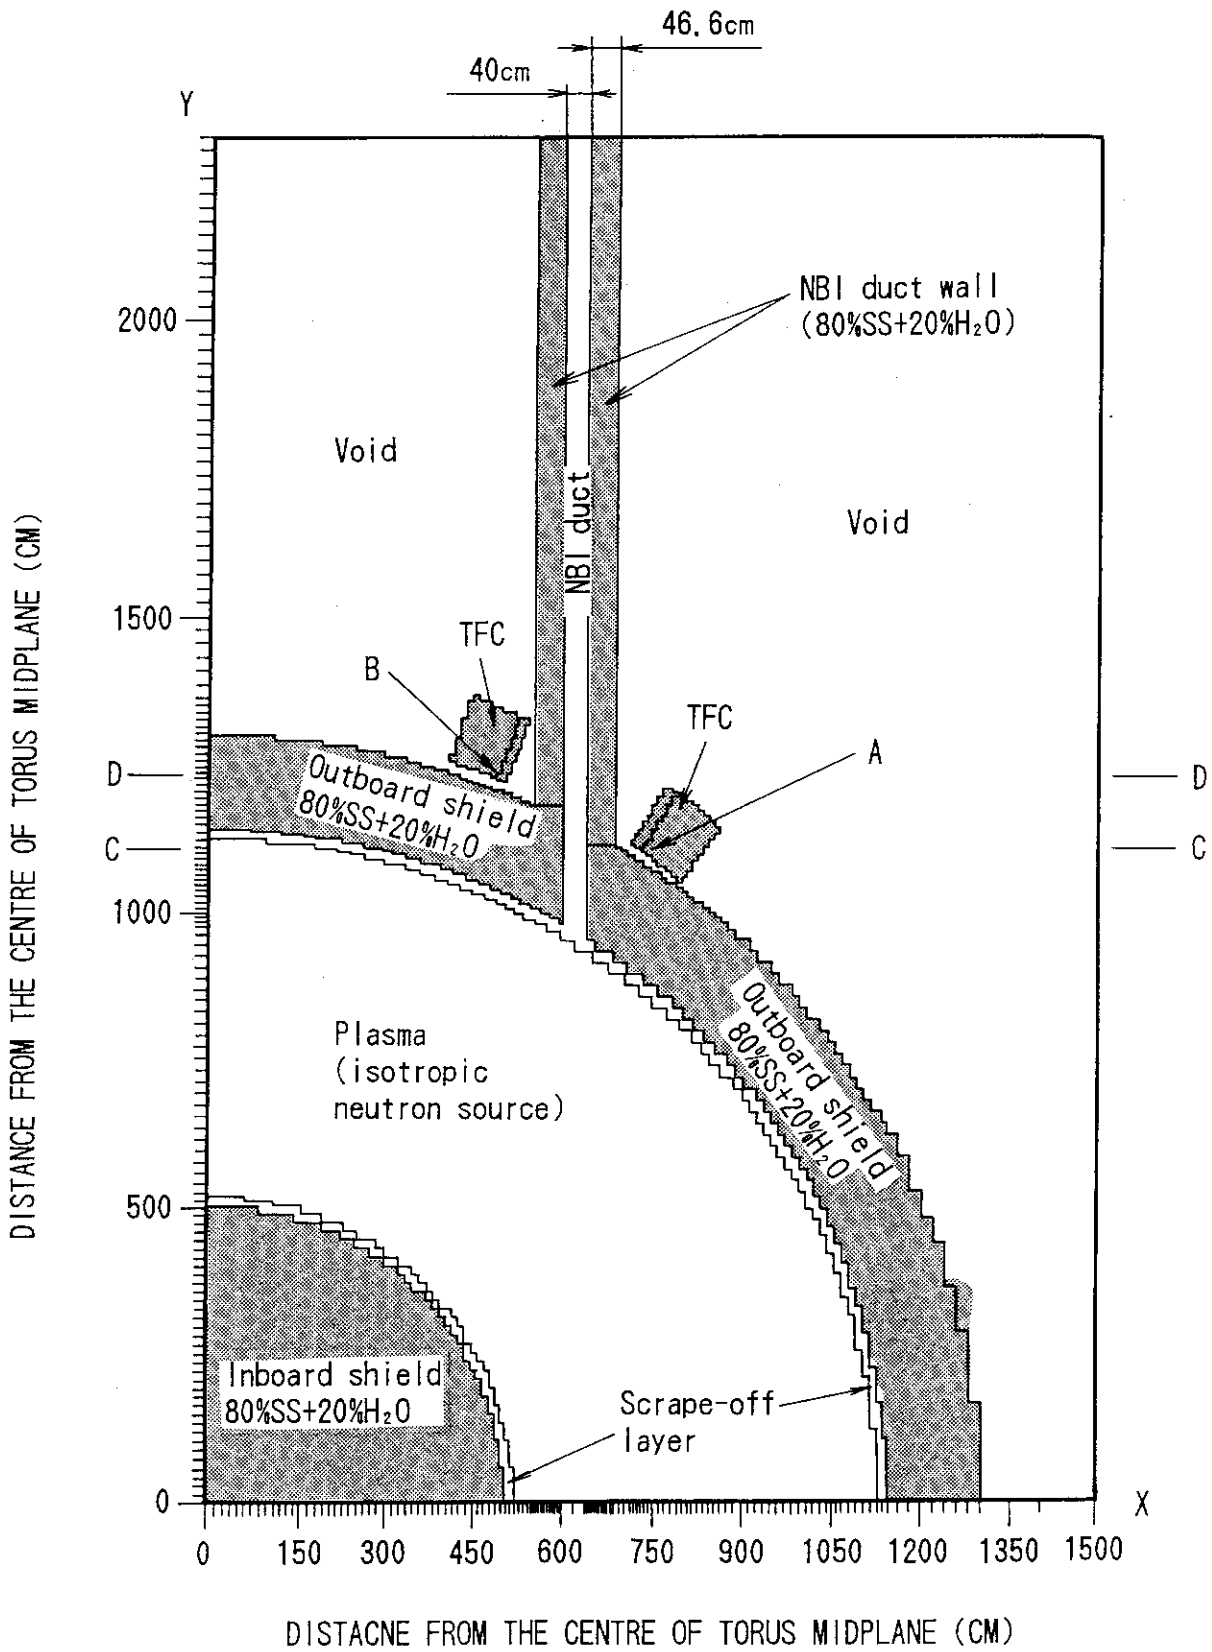 46.6cm
40cm
Y
NBI duct wall
(80%SS+20%H₂O)
2000
Void
NBI duct
Void
1500
TFC
B
TFC
A
D
D
Outboard shield
80%SS+20%H₂O
C
C
1000
Plasma
(isotropic
neutron source)
Outboard shield
80%SS+20%H₂O
500
Inboard shield
80%SS+20%H₂O
Scrape-off
layer
0
X
0 150 300 450 600 750 900 1050 1200 1350 1500
DISTANCE FROM THE CENTRE OF TORUS MIDPLANE (CM)
DISTACNE FROM THE CENTRE OF TORUS MIDPLANE (CM)